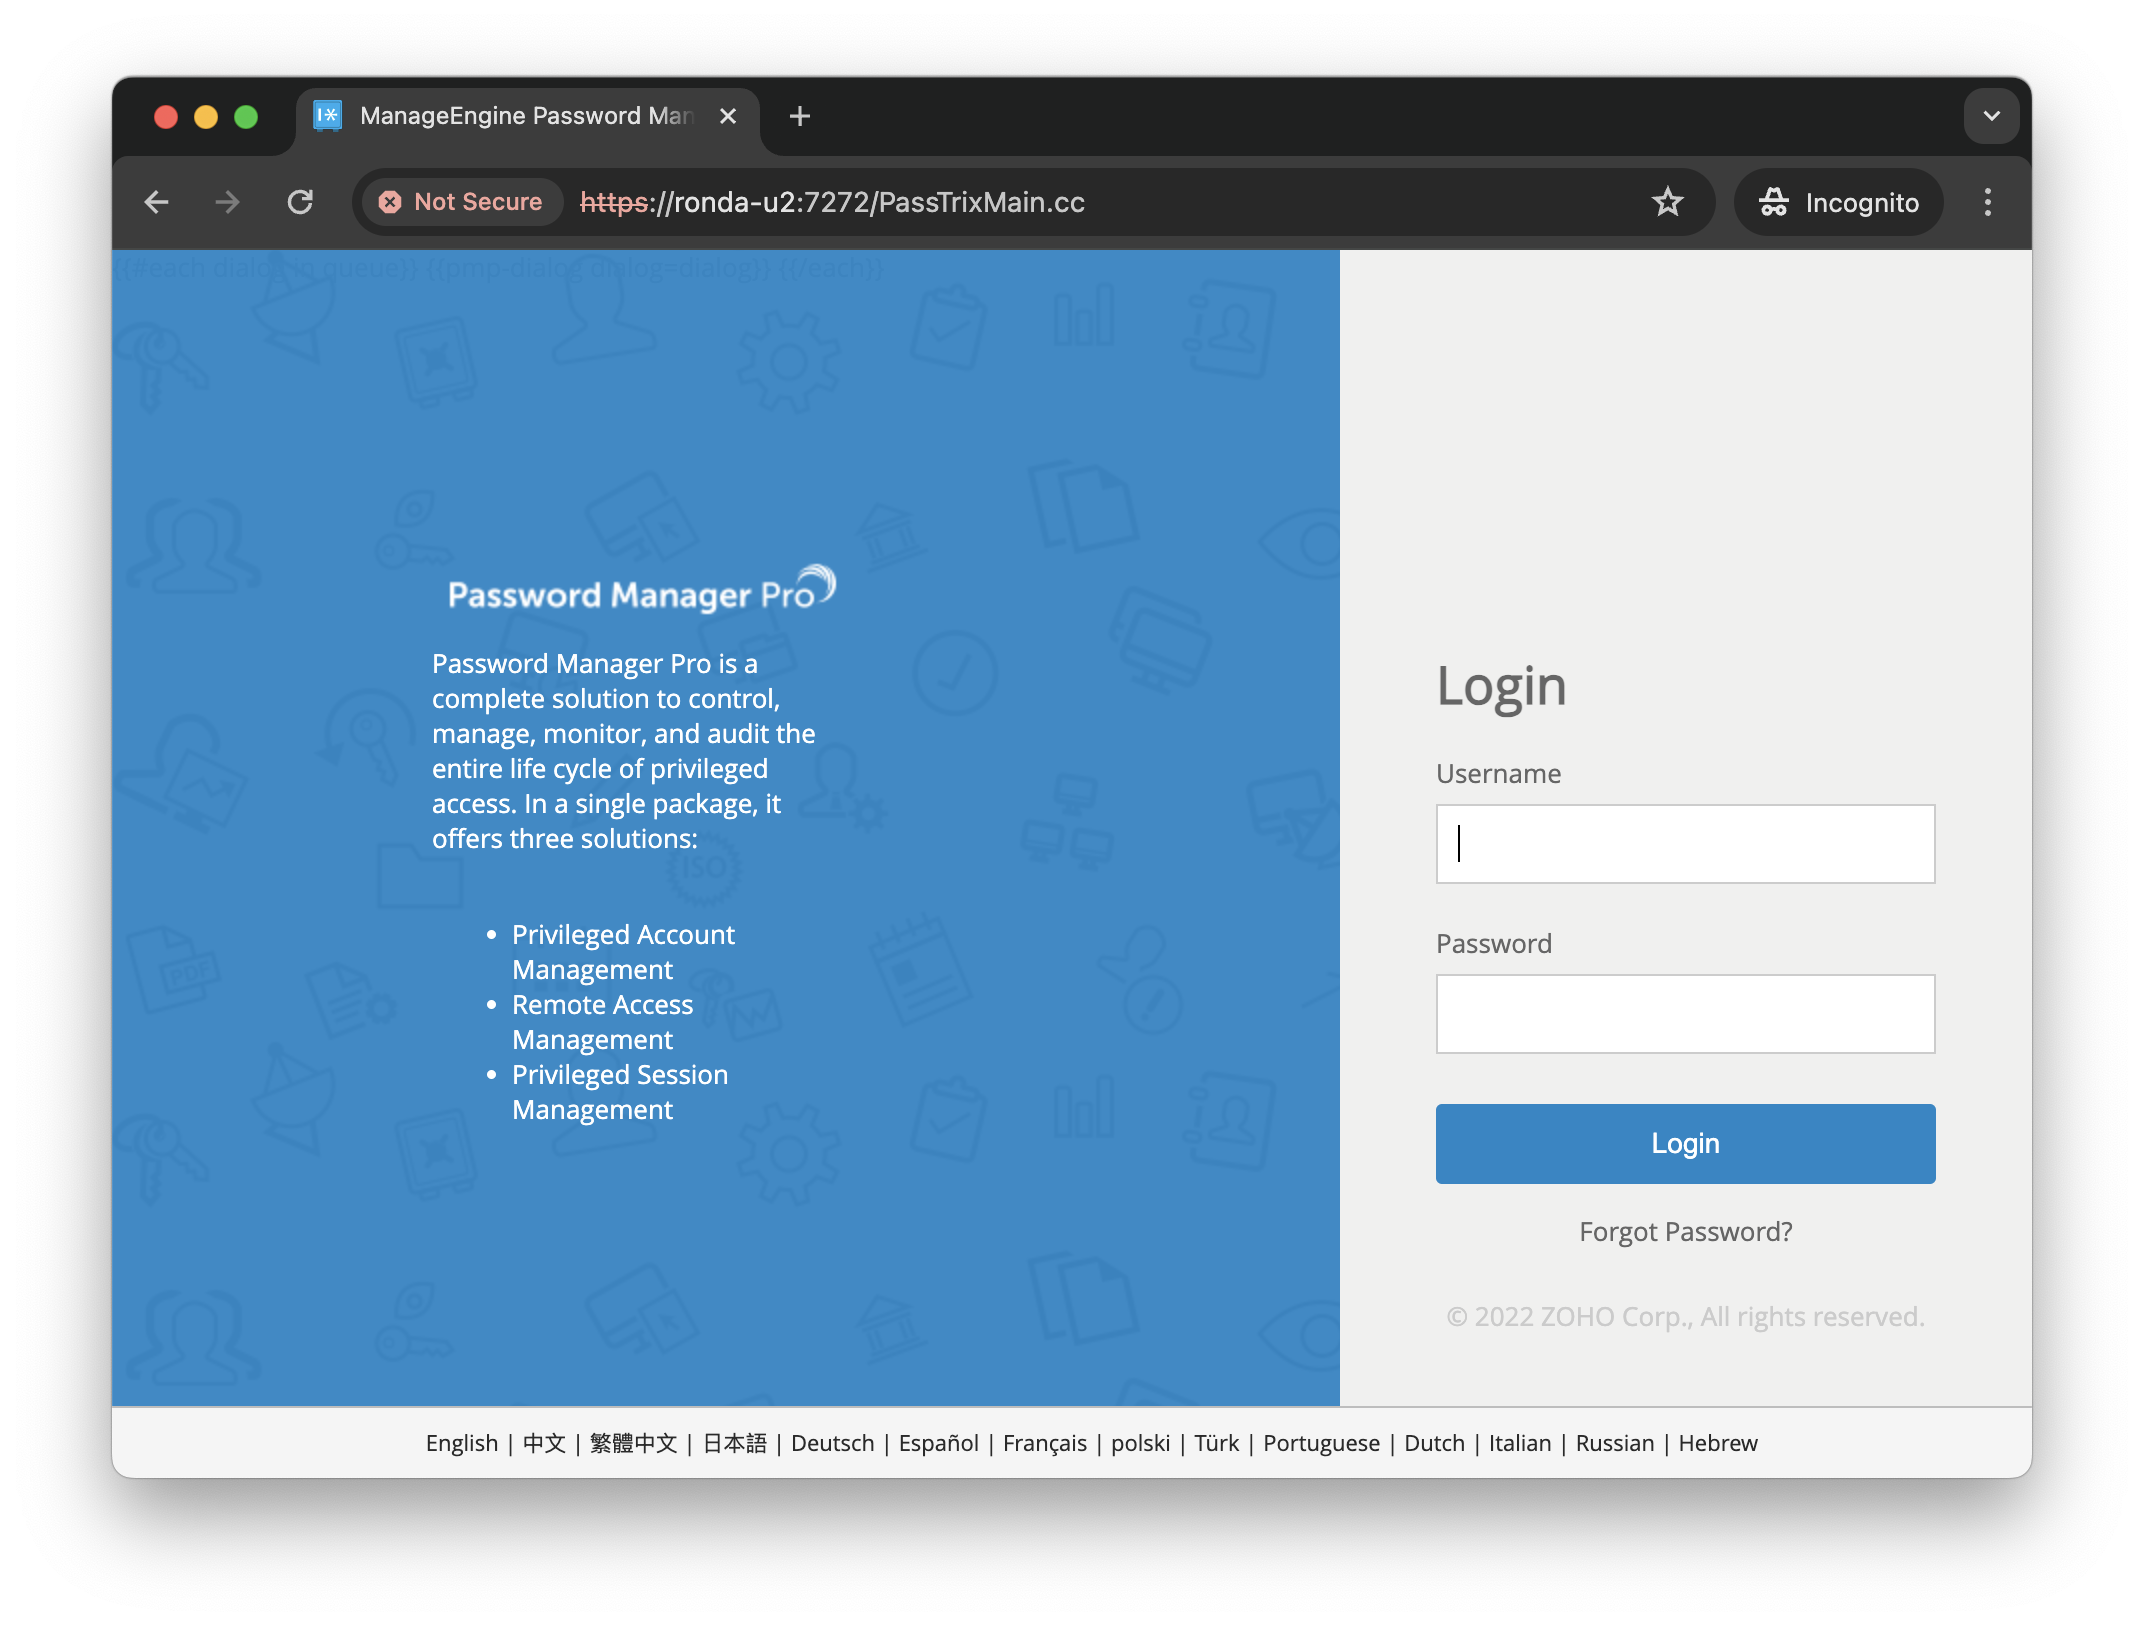 ManageEngine Password Man
Not Secure
https://ronda-u2:7272/PassTrixMain.cc
Incognito
{{#each dialog in queue}} {{pmp-dialog dialog=dialog}} {{/each}}
Password Manager Pro
Password Manager Pro is a
complete solution to control,
manage, monitor, and audit the
entire life cycle of privileged
access. In a single package, it
offers three solutions:
ISO
• Privileged Account
Management
• Remote Access
Management
• Privileged Session
Management
PDF
Login
Username
Password
Login
Forgot Password?
© 2022 ZOHO Corp., All rights reserved.
English | 中文 | 繁體中文 | 日本語 | Deutsch | Español | Français | polski | Türk | Portuguese | Dutch | Italian | Russian | Hebrew